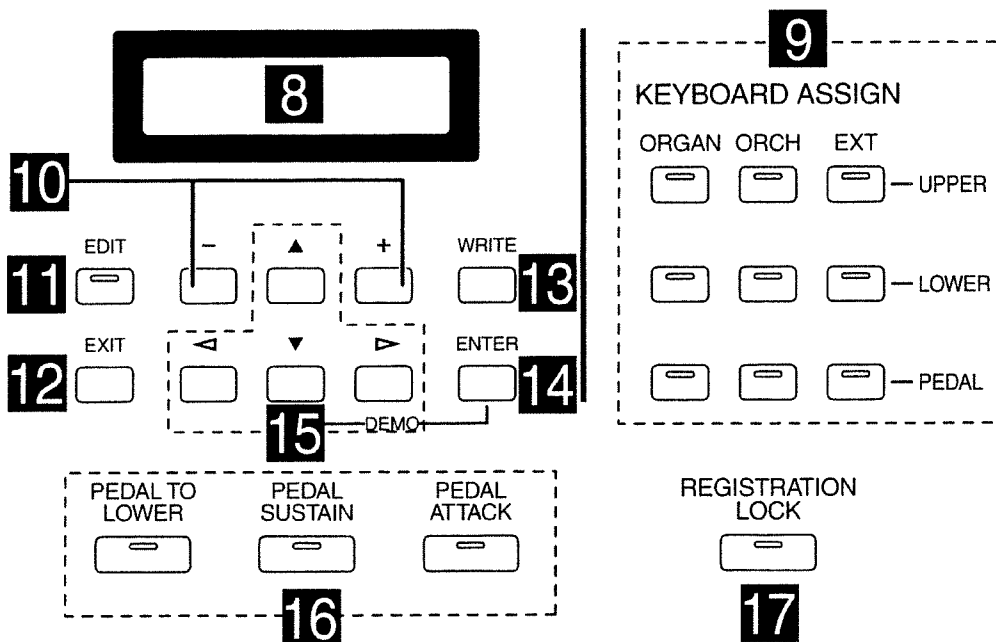 8
9
KEYBOARD ASSIGN
ORGAN ORCH EXT
UPPER
LOWER
PEDAL
10
EDIT - ▲ + WRITE
11
13
EXIT ◁ ▼ ▷ ENTER
12
14
15
DEMO
PEDAL TO
LOWER
PEDAL
SUSTAIN
PEDAL
ATTACK
16
REGISTRATION
LOCK
17